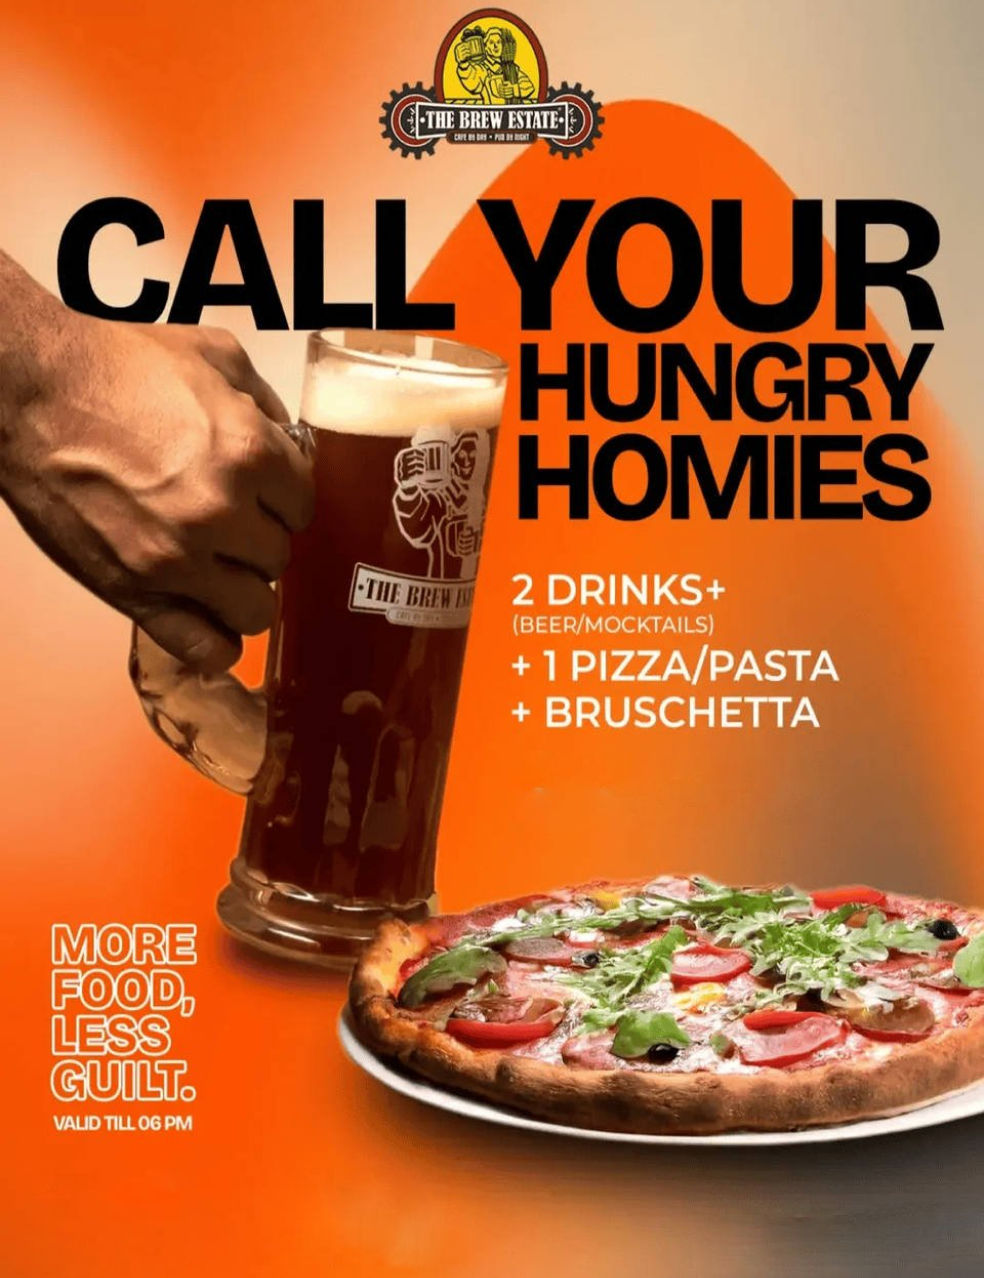 ·THE BREW ESTATE·
CAFE BY DAY • PUB BY NIGHT
CALL YOUR
HUNGRY
HOMIES
·THE BREW
2 DRINKS+
(BEER/MOCKTAILS)
+ 1 PIZZA/PASTA
+ BRUSCHETTA
MORE
FOOD,
LESS
GUILT.
VALID TILL 06 PM